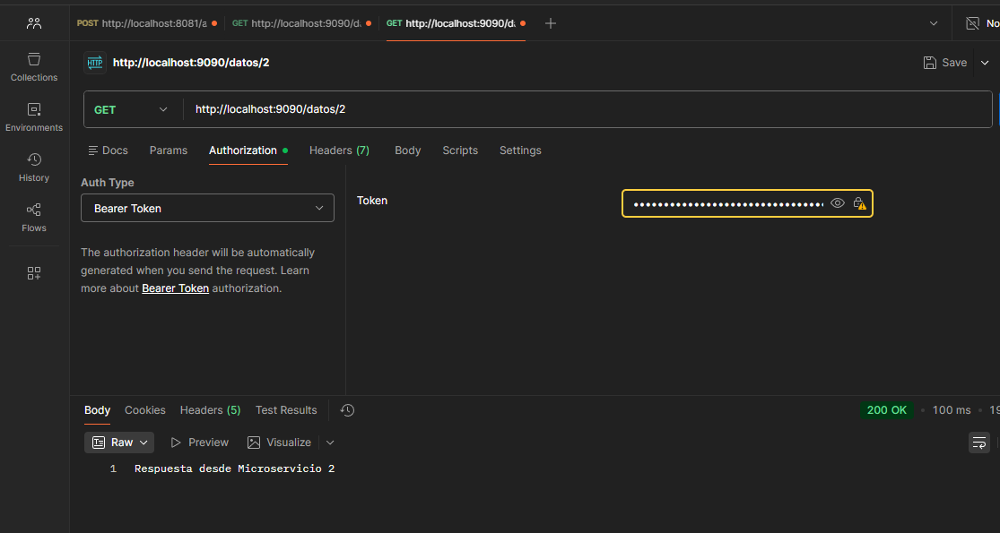 POST http://localhost:8081/a GET http://localhost:9090/d GET http://localhost:9090/d No
http://localhost:9090/datos/2 Save
Collections
GET http://localhost:9090/datos/2
Environments
Docs Params Authorization Headers (7) Body Scripts Settings
History
Auth Type
Token ••••••••••••••••••••••••••••••••
Bearer Token
Flows
The authorization header will be automatically
generated when you send the request. Learn
more about Bearer Token authorization.
Body Cookies Headers (5) Test Results 200 OK • 100 ms • 19
Raw Preview Visualize
1 Respuesta desde Microservicio 2